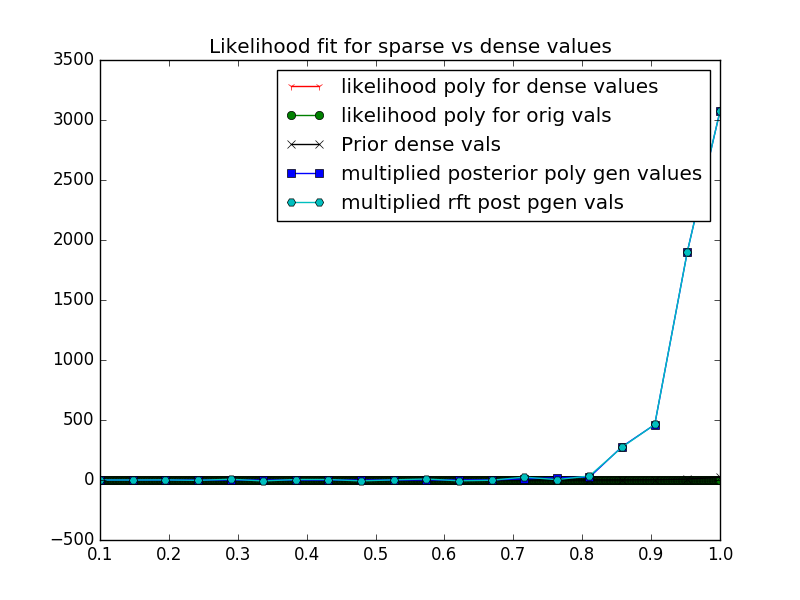 Likelihood fit for sparse vs dense values
3500
3000
2500
2000
1500
1000
500
0
−500
0.1 0.2 0.3 0.4 0.5 0.6 0.7 0.8 0.9 1.0
likelihood poly for dense values
likelihood poly for orig vals
Prior dense vals
multiplied posterior poly gen values
multiplied rft post pgen vals